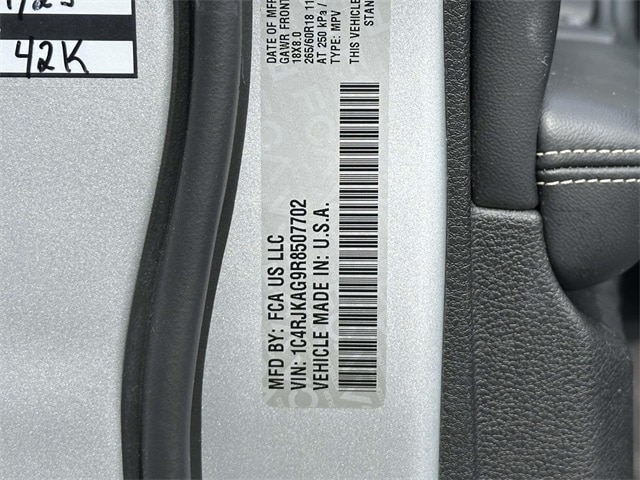 42K
MFD BY: FCA US LLC
VIN: 1C4RJKAG9R8507702
VEHICLE MADE IN: U.S.A.
DATE OF MFR
GAWR FRONT
18X8.0
265/60R18 11
AT 250 kPa /
TYPE: MPV
THIS VEHICLE
STAN